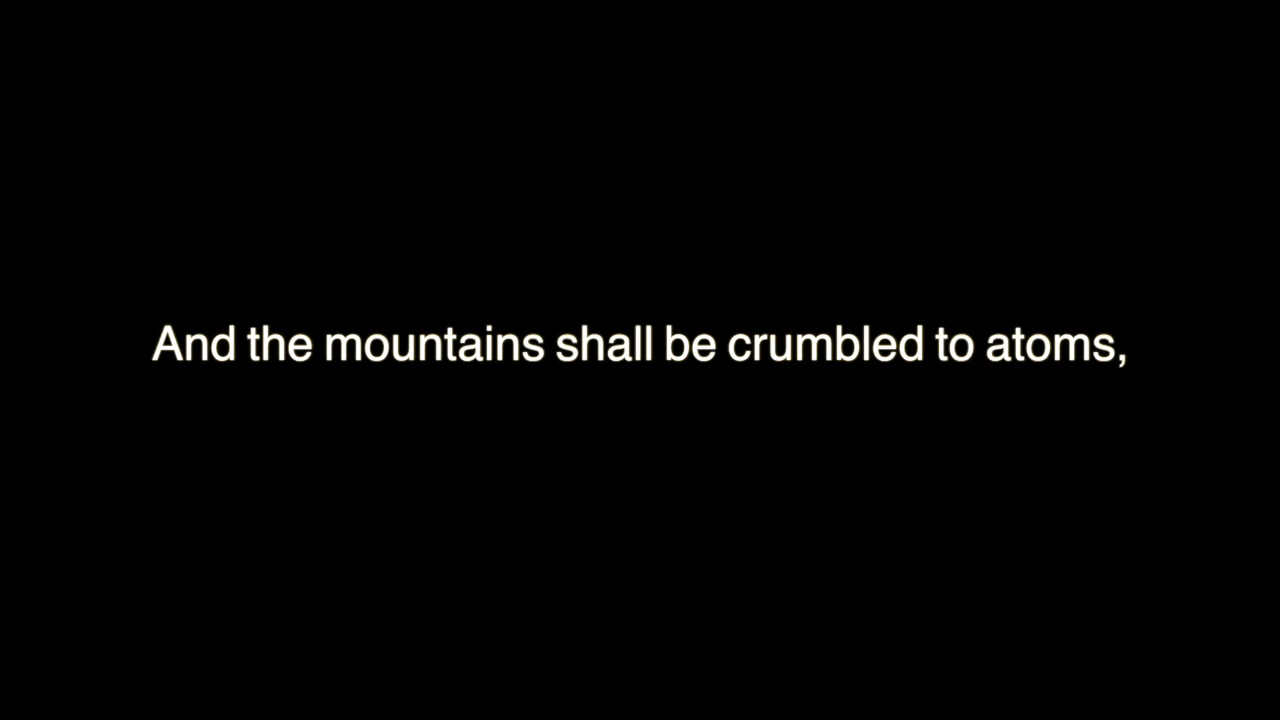 And the mountains shall be crumbled to atoms,